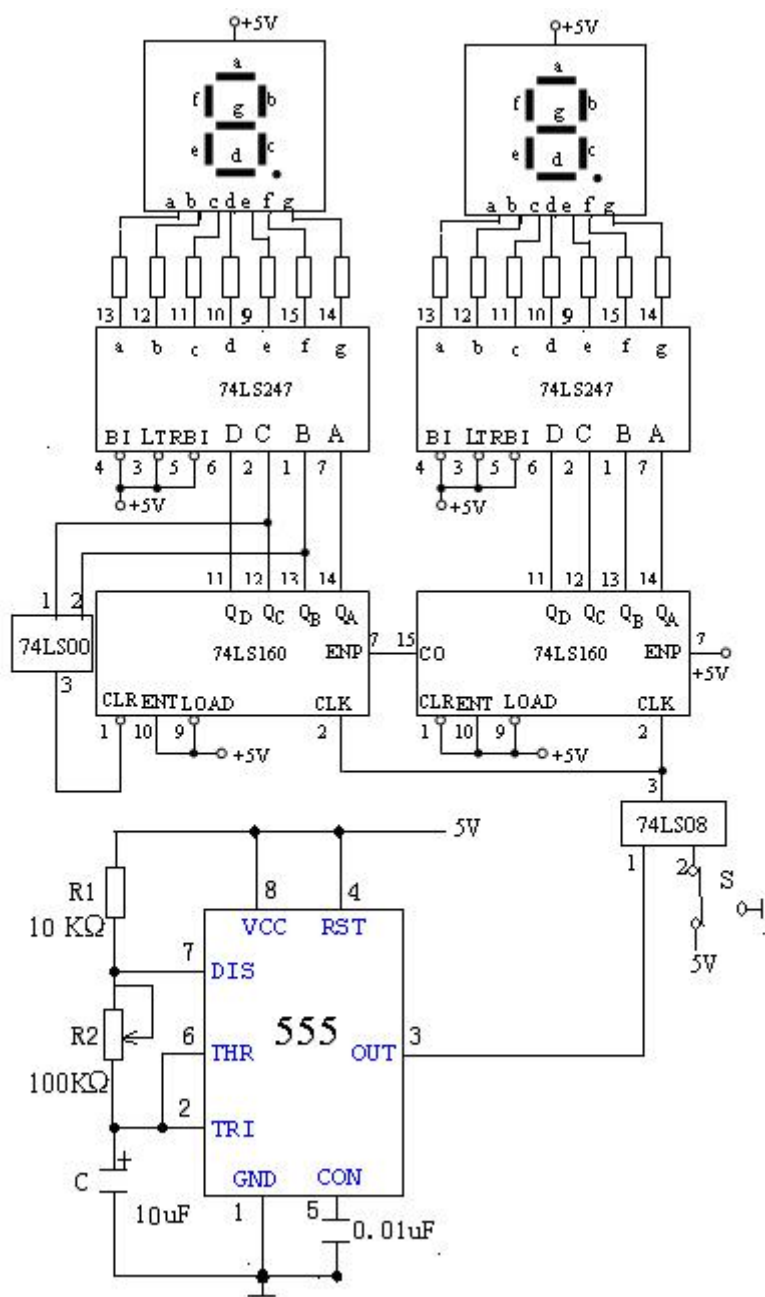 +5V +5V
a a
f b f b
g g
e d c e d c
a b c d e f g a b c d e f g
13 12 11 10 9 15 14 13 12 11 10 9 15 14
a b c d e f g a b c d e f g
74LS247 74LS247
BI LT RBI D C B A BI LT RBI D C B A
4 3 5 6 2 1 7 4 3 5 6 2 1 7
+5V +5V
11 12 13 14 11 12 13 14
1 2
QD QC QB QA QD QC QB QA
74LS00 74LS160 ENP 7 15 CO 74LS160 ENP 7
+5V
3
CLR ENT LOAD CLK CLR ENT LOAD CLK
1 10 9 2 1 10 9 2
+5V +5V
3
74LS08
5V
1 2 S
R1 8 4
10 KΩ VCC RST
5V
7 DIS
R2 6 THR 555 OUT 3
100KΩ
2 TRI
C + GND CON
10uF 1 5 0.01uF